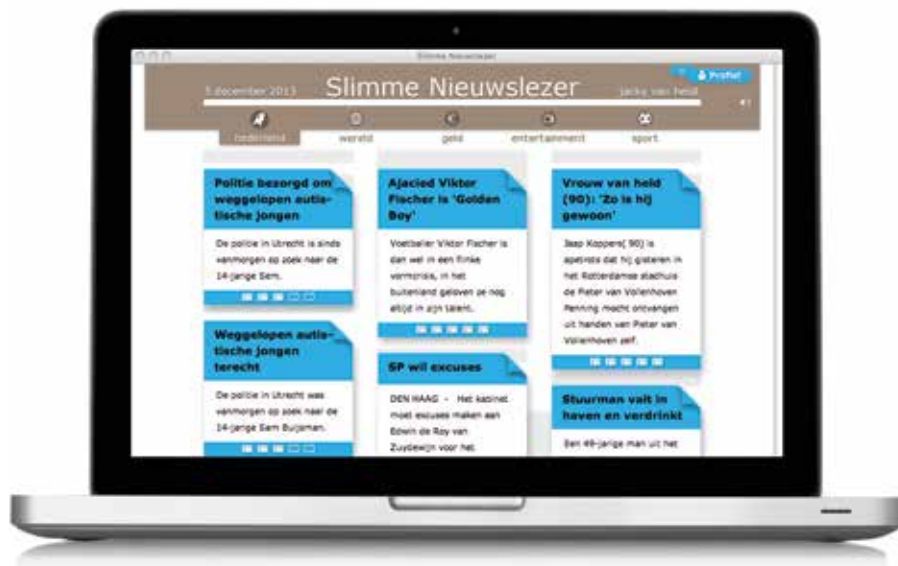 Slimme Nieuwslezer
5 december 2013
Slimme Nieuwslezer
jacky van held
Profiel
nederland
wereld
geld
entertainment
sport
Politie bezorgd om
weggelopen autis-
tische jongen
De politie in Utrecht is sinds
vanmorgen op zoek naar de
14-jarige Sem.
Weggelopen autis-
tische jongen
terecht
De politie in Utrecht was
vanmorgen op zoek naar de
14-jarige Sam Buijsman.
Ajacied Viktor
Fischer is 'Golden
Boy'
Voetballer Viktor Fischer is
dan wel in een flinke
vormcrisis, in het
buitenland geloven ze nog
altijd in zijn talent.
SP wil excuses
DEN HAAG - Het kabinet
moet excuses maken aan
Edwin de Roy van
Zuydewijn voor het
Vrouw van held
(90): 'Zo is hij
gewoon'
Jaap Koppers( 90) is
apetrots dat hij gisteren in
het Rotterdamse stadhuis
de Pieter van Vollenhoven
Penning mocht ontvangen
uit handen van Pieter van
Vollenhoven zelf.
Stuurman valt in
haven en verdrinkt
Een 49-jarige man uit het